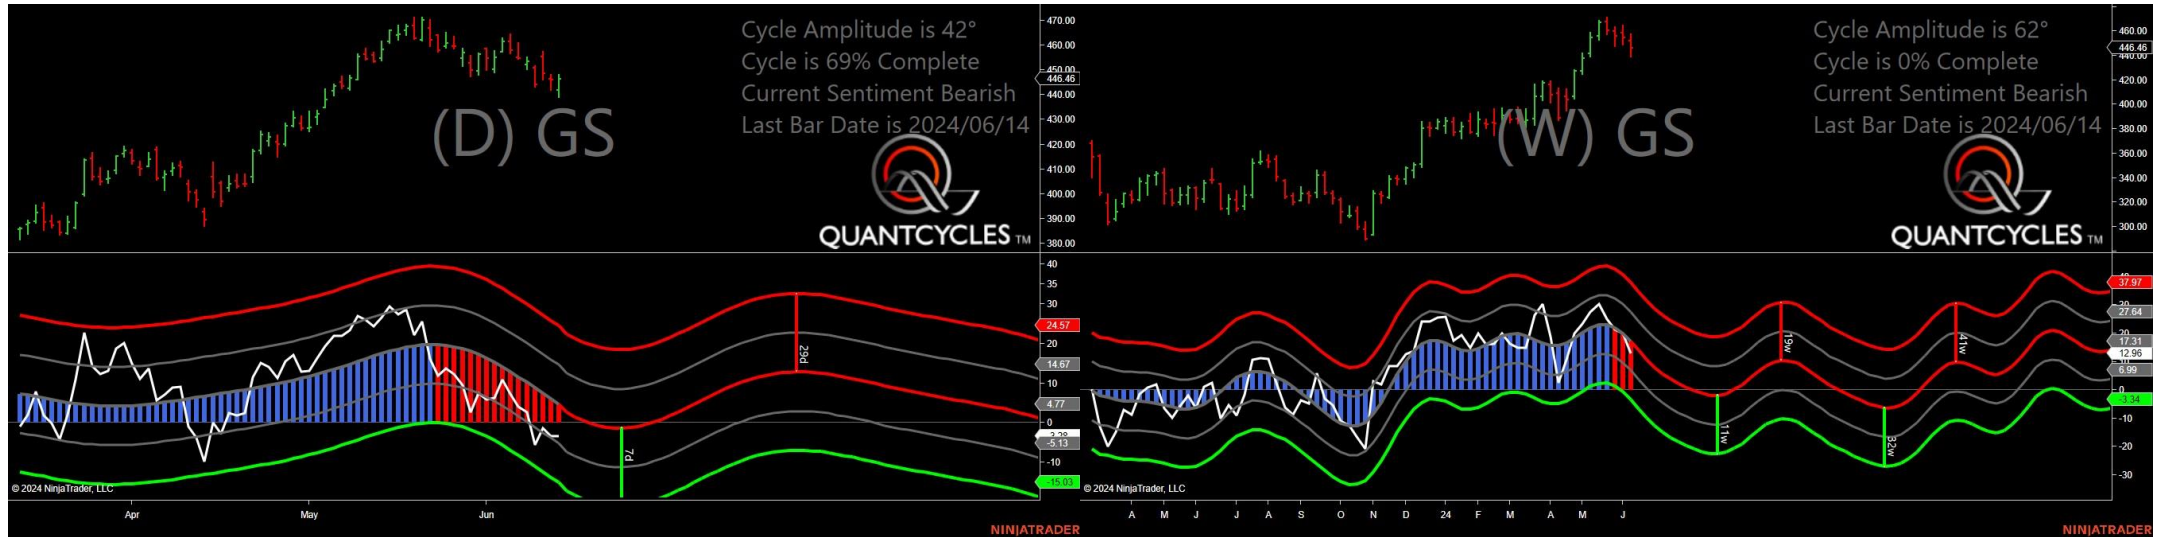 Cycle Amplitude is 42°
Cycle is 69% Complete
Current Sentiment Bearish
Last Bar Date is 2024/06/14
(D) GS
QUANTCYCLES TM
470.00
460.00
450.00
446.46
440.00
430.00
420.00
410.00
400.00
390.00
380.00
40
35
30
24.57
20
14.67
10
4.77
0
-5.13
-10
-15.03
29d
7d
© 2024 NinjaTrader, LLC
Apr
May
Jun
NINJATRADER
Cycle Amplitude is 62°
Cycle is 0% Complete
Current Sentiment Bearish
Last Bar Date is 2024/06/14
(W) GS
QUANTCYCLES TM
460.00
446.46
440.00
420.00
400.00
380.00
360.00
340.00
320.00
300.00
37.97
27.64
17.31
12.96
6.99
0
-3.34
-10
-20
-30
19w
41w
11w
32w
© 2024 NinjaTrader, LLC
A M J J A S O N D 24 F M A M J
NINJATRADER